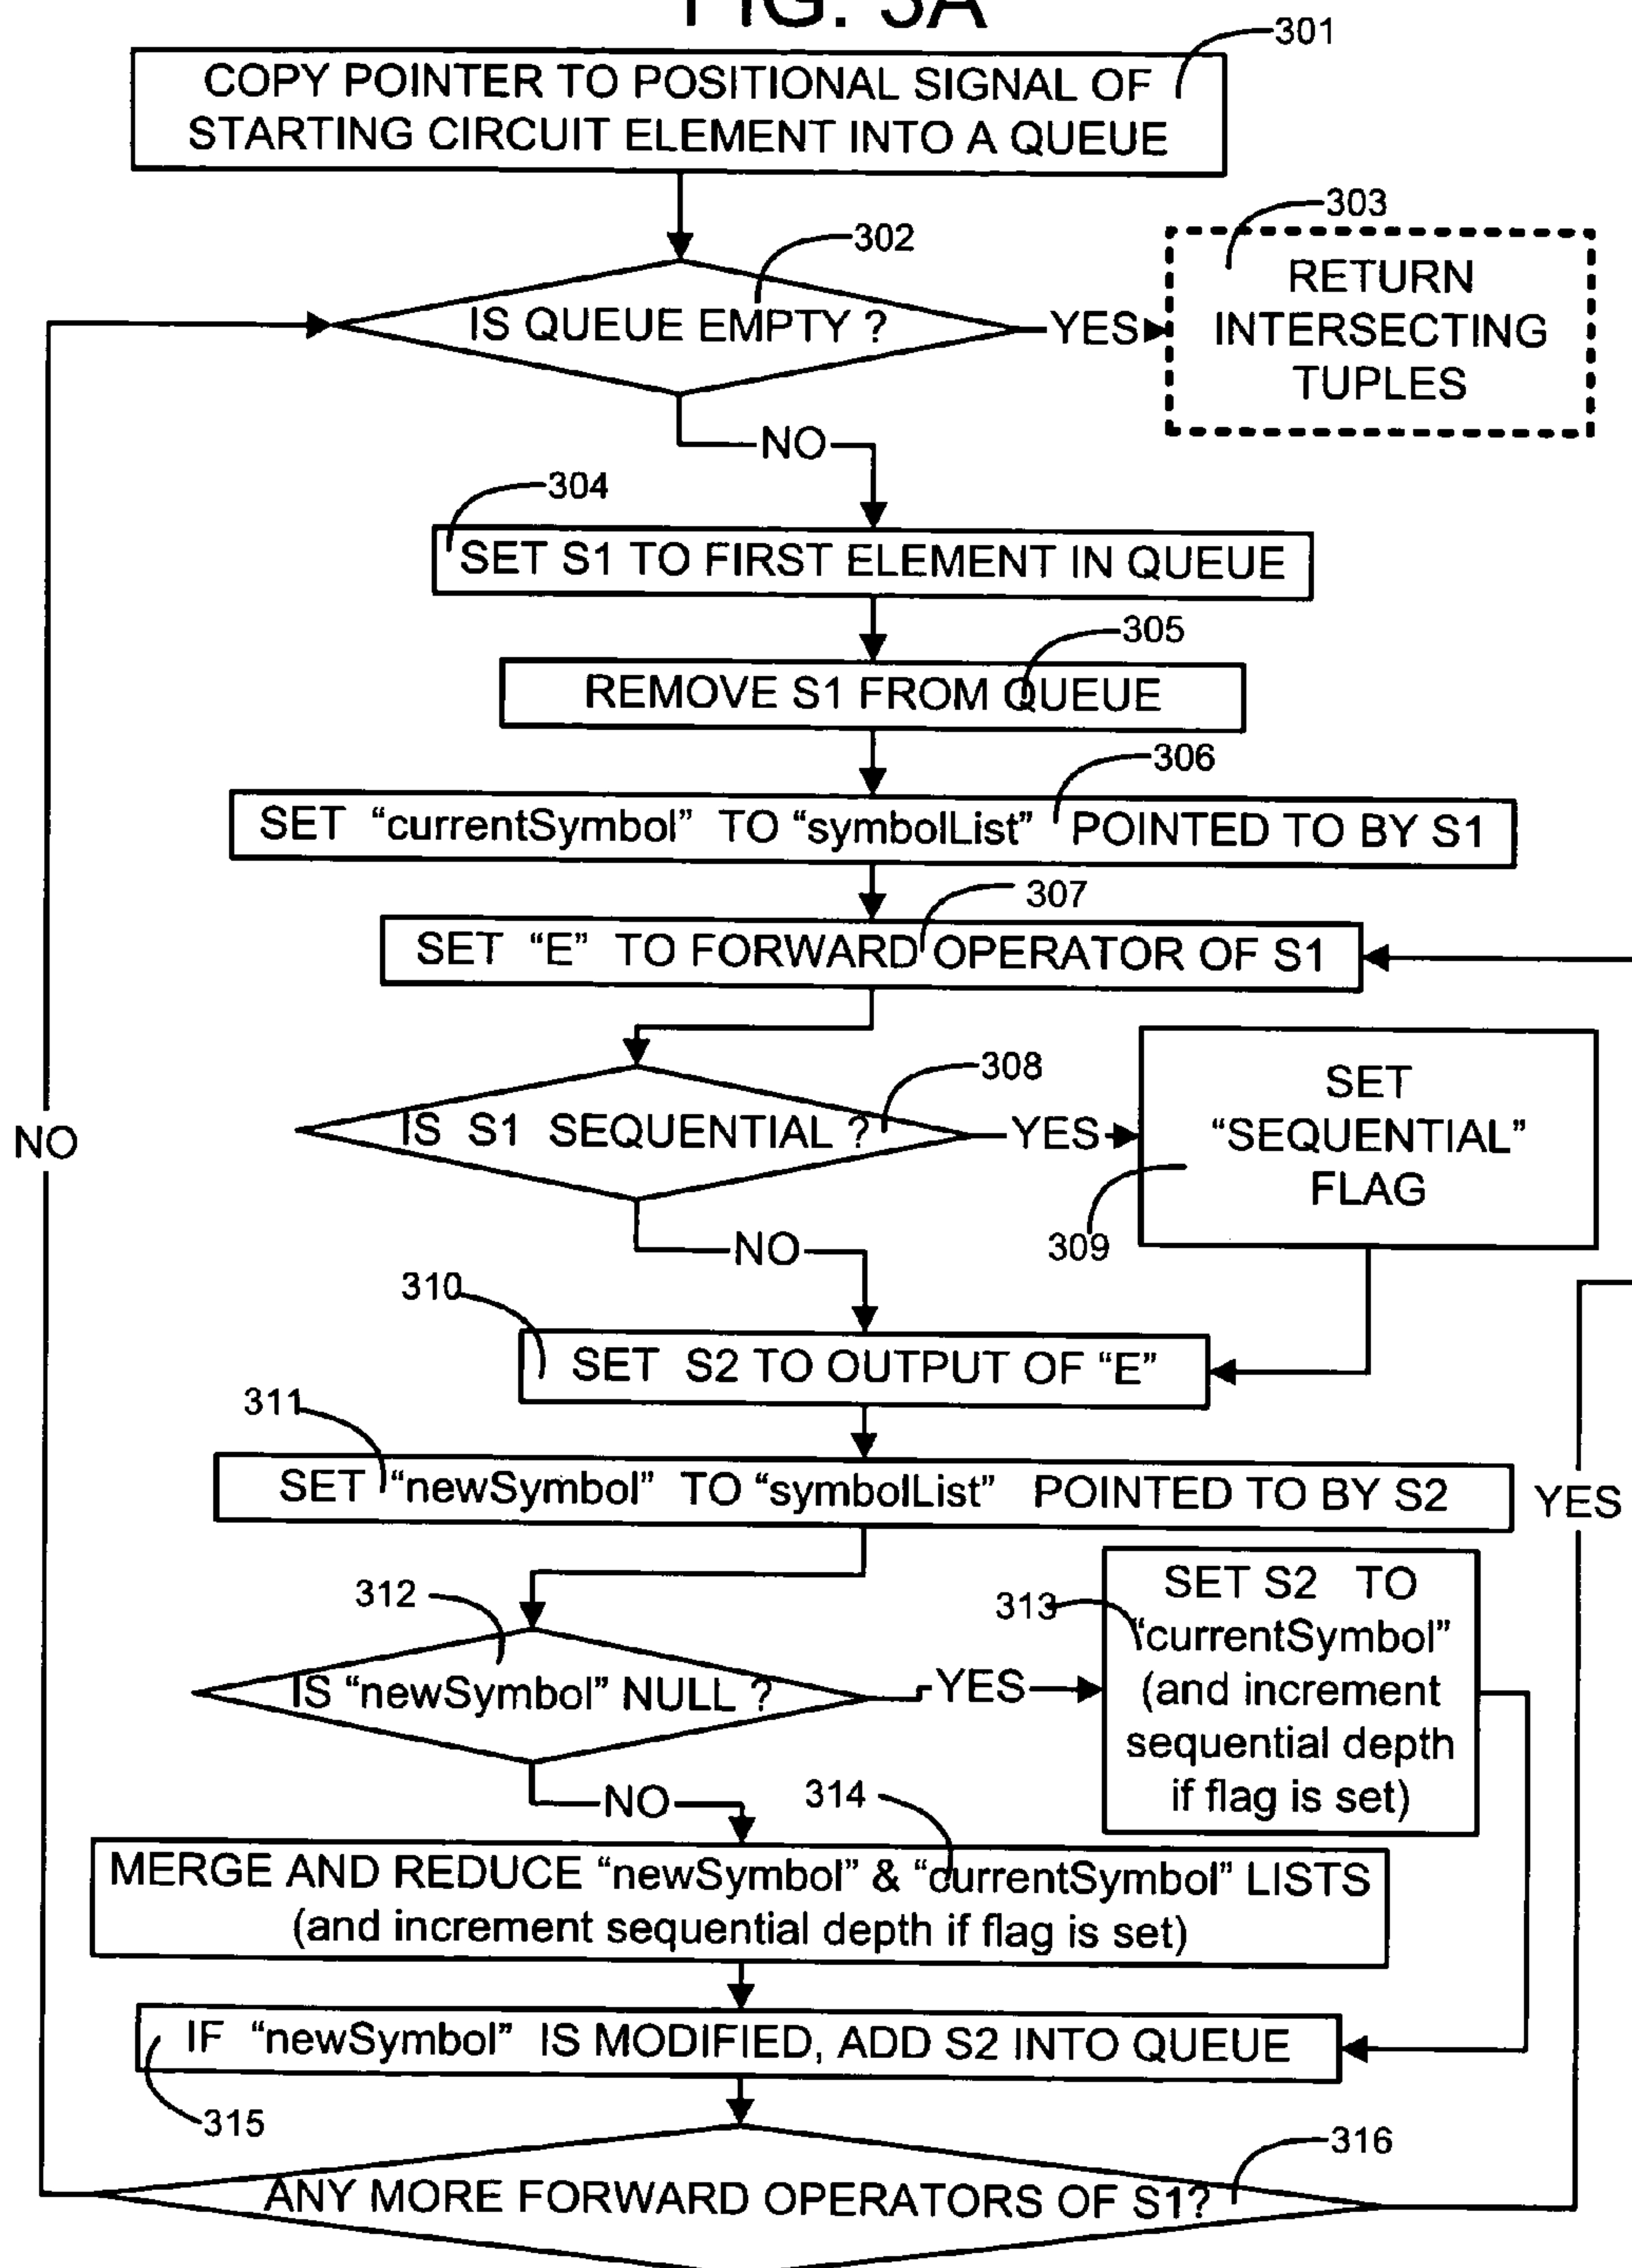 FIG. 3A
301
COPY POINTER TO POSITIONAL SIGNAL OF
STARTING CIRCUIT ELEMENT INTO A QUEUE
302
303
IS QUEUE EMPTY ?
YES
RETURN
INTERSECTING
TUPLES
NO
304
SET S1 TO FIRST ELEMENT IN QUEUE
305
REMOVE S1 FROM QUEUE
306
SET “currentSymbol” TO “symbolList” POINTED TO BY S1
307
SET “E” TO FORWARD OPERATOR OF S1
308
IS S1 SEQUENTIAL ?
YES
SET
“SEQUENTIAL”
FLAG
309
NO
NO
310
SET S2 TO OUTPUT OF “E”
311
SET “newSymbol” TO “symbolList” POINTED TO BY S2
YES
312
IS “newSymbol” NULL ?
YES
313
SET S2 TO
“currentSymbol”
(and increment
sequential depth
if flag is set)
NO
314
MERGE AND REDUCE “newSymbol” & “currentSymbol” LISTS
(and increment sequential depth if flag is set)
IF “newSymbol” IS MODIFIED, ADD S2 INTO QUEUE
315
316
ANY MORE FORWARD OPERATORS OF S1?